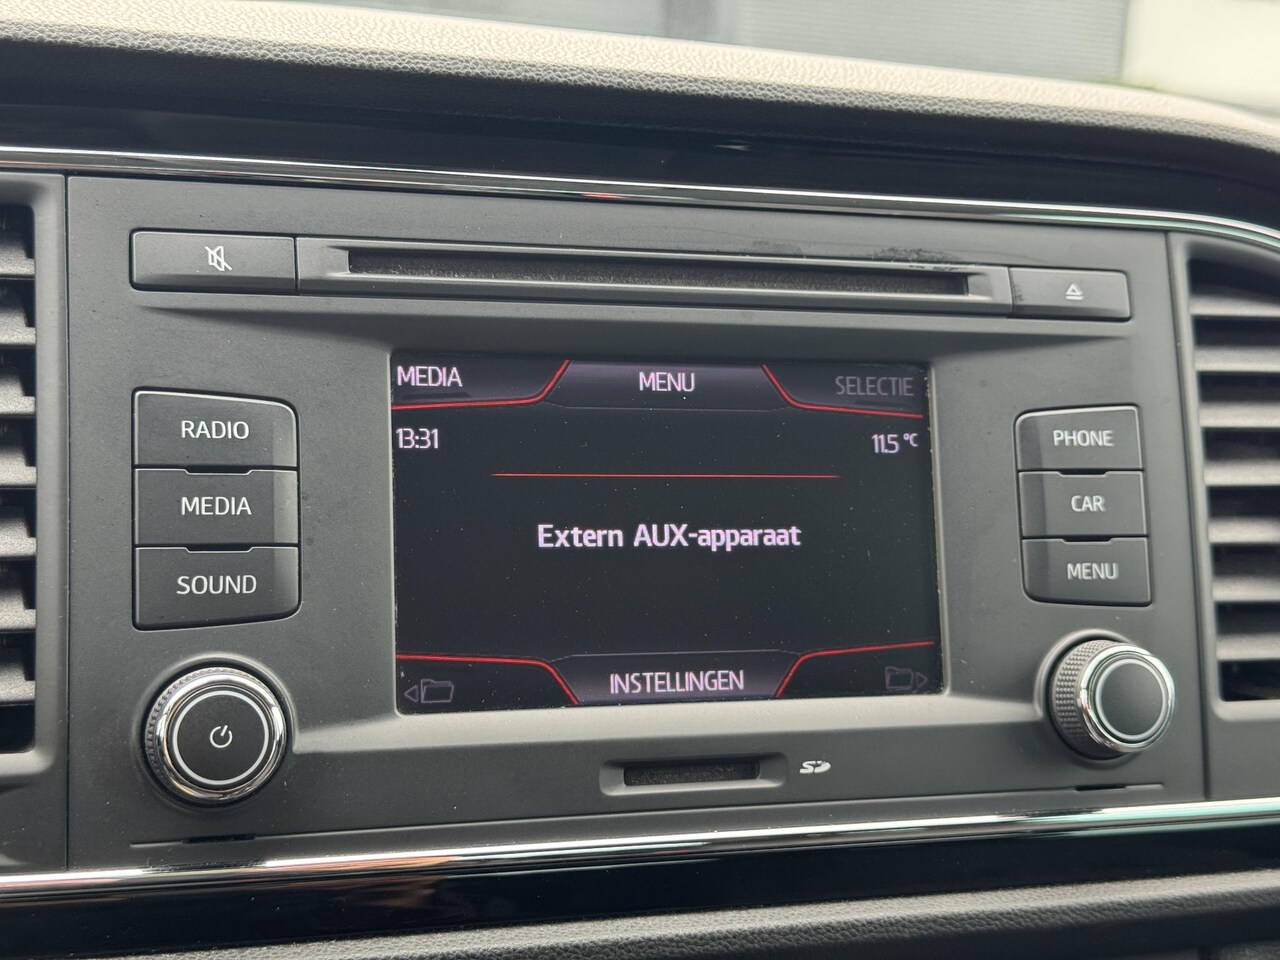 MEDIA
MENU
SELECTIE
13:31
11.5 °C
Extern AUX-apparaat
INSTELLINGEN
RADIO
MEDIA
SOUND
PHONE
CAR
MENU
SD